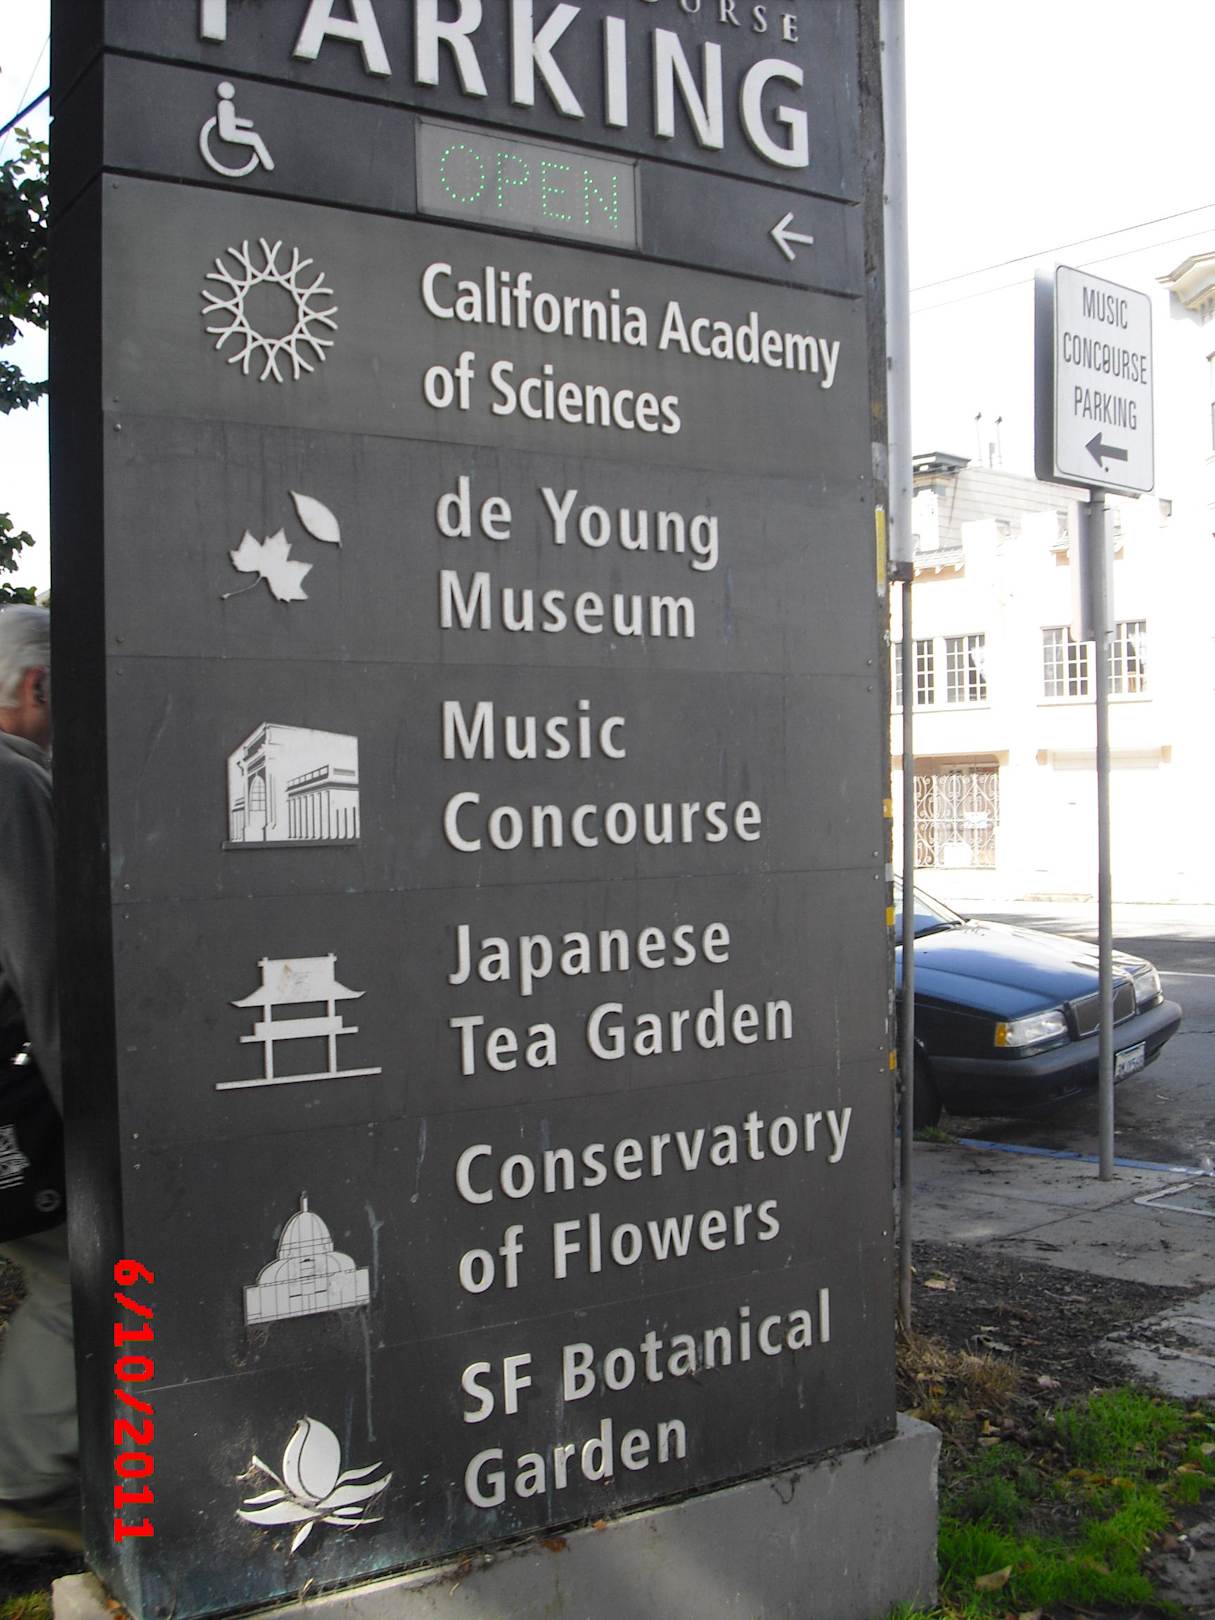 OURSE
PARKING
OPEN
California Academy
of Sciences
de Young
Museum
Music
Concourse
Japanese
Tea Garden
Conservatory
of Flowers
SF Botanical
Garden
MUSIC
CONCOURSE
PARKING
6/10/2011